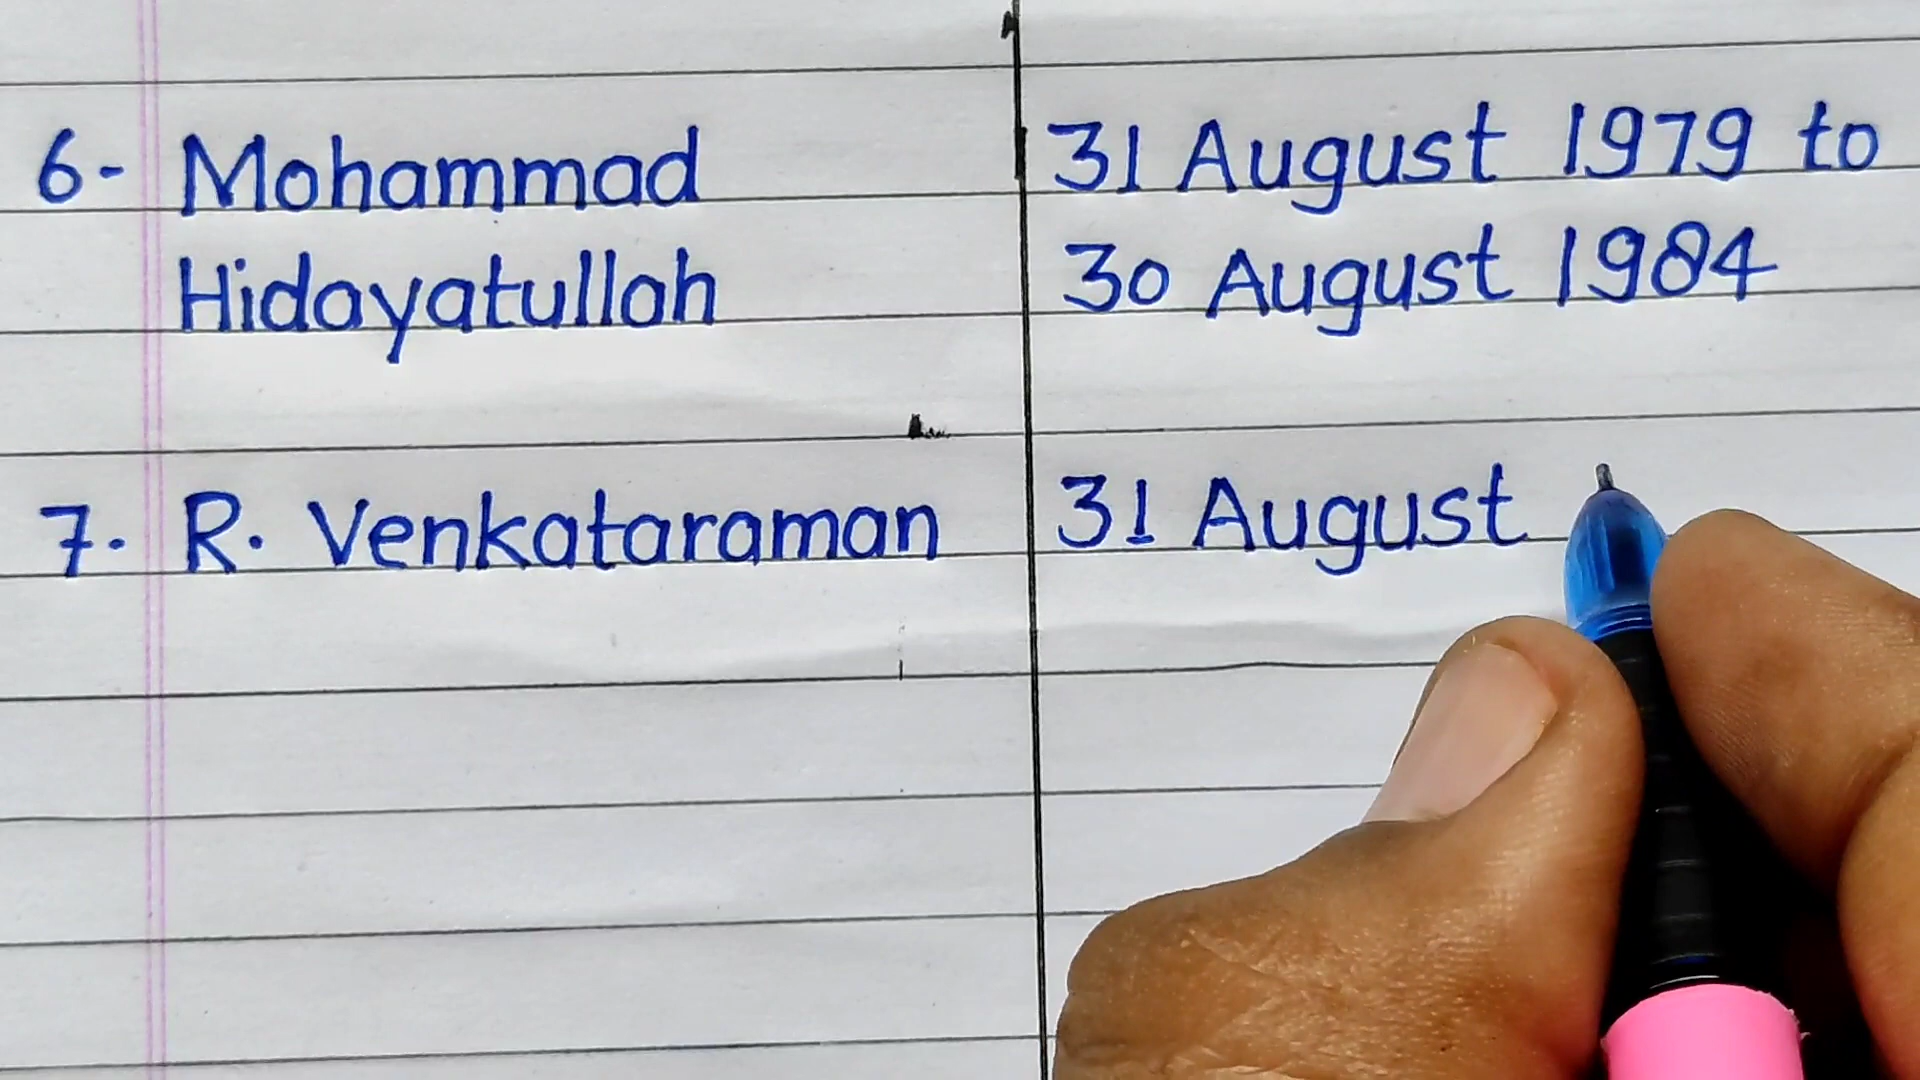 6- Mohammad 31 August 1979 to
Hidayatullah 30 August 1984
7. R. Venkataraman 31 August